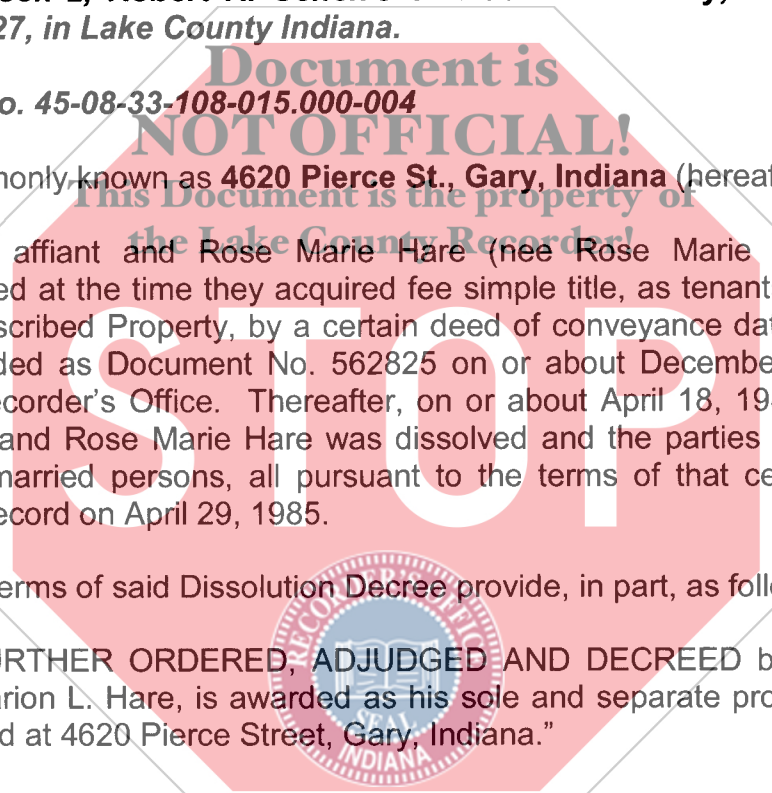 27, in Lake County Indiana.
Document is
o. 45-08-33-108-015.000-004
NOT OFFICIAL!
monly known as 4620 Pierce St., Gary, Indiana (hereaf
This Document is the property of
the Lake County Recorder!
affiant and Rose Marie Hare (nee Rose Marie
ed at the time they acquired fee simple title, as tenant
scribed Property, by a certain deed of conveyance dat
ded as Document No. 562825 on or about Decembe
ecorder's Office. Thereafter, on or about April 18, 19
and Rose Marie Hare was dissolved and the parties
married persons, all pursuant to the terms of that ce
ecord on April 29, 1985.
STOP
erms of said Dissolution Decree provide, in part, as follo
RECORDER'S OFFICE
URTHER ORDERED, ADJUDGED AND DECREED b
arion L. Hare, is awarded as his sole and separate pro
d at 4620 Pierce Street, Gary, Indiana."
SEAL
INDIANA